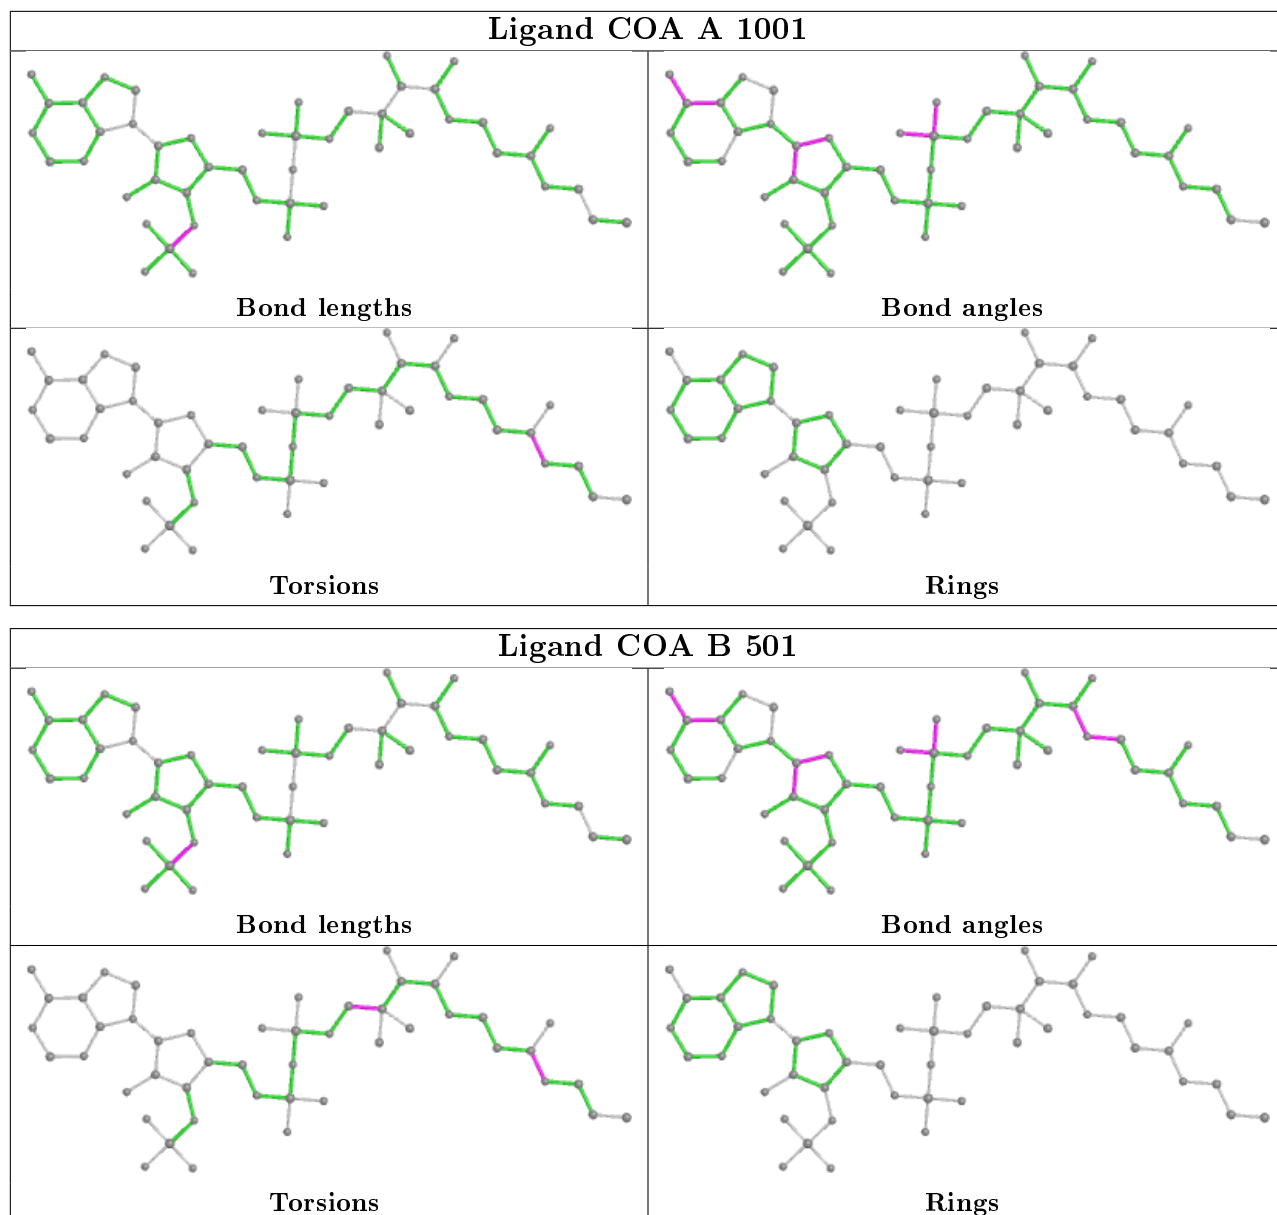 Ligand COA A 1001
Bond lengths
Bond angles
Torsions
Rings
Ligand COA B 501
Bond lengths
Bond angles
Torsions
Rings